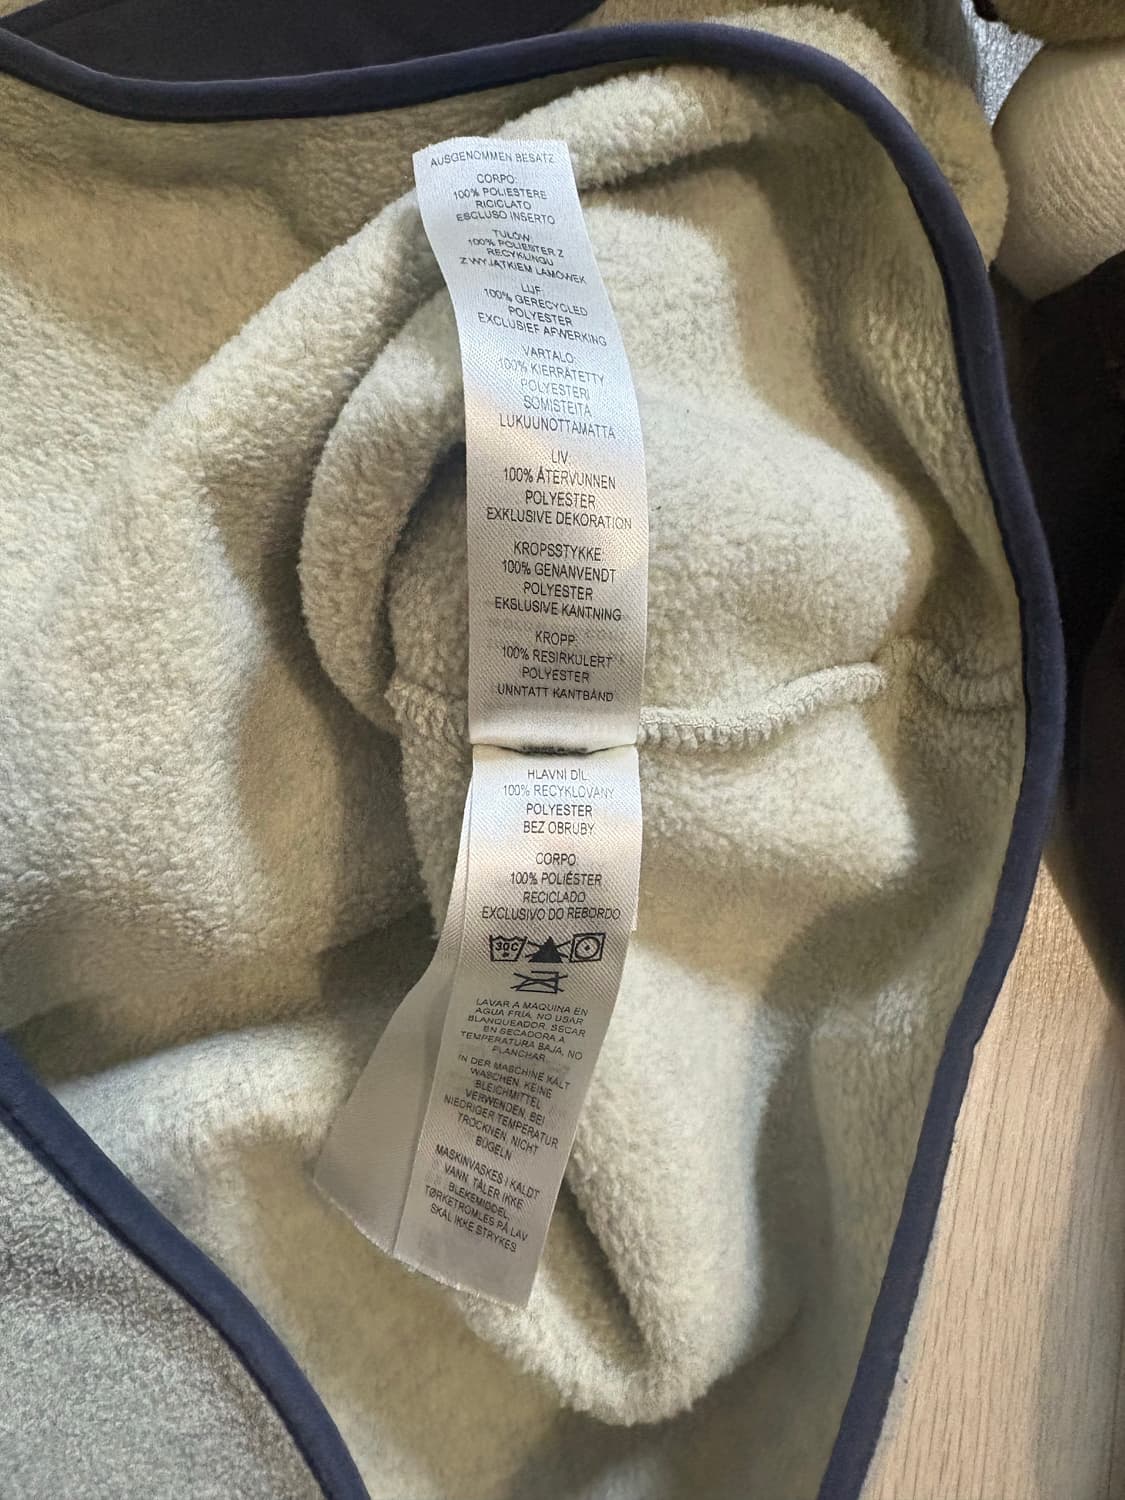 AUSGENOMMEN BESATZ
CORPO:
100% POLIESTERE
RICICLATO
ESCLUSO INSERTO
TUŁÓW:
100% POLIESTER Z
RECYKLINGU
Z WYJĄTKIEM LAMÓWEK
LIJF:
100% GERECYCLED
POLYESTER
EXCLUSIEF AFWERKING
VARTALO:
100% KIERRÄTETTY
POLYESTERI
SOMISTEITA
LUKUUNOTTAMATTA
LIV:
100% ÅTERVUNNEN
POLYESTER
EXKLUSIVE DEKORATION
KROPSSTYKKE:
100% GENANVENDT
POLYESTER
EKSLUSIVE KANTNING
KROPP:
100% RESIRKULERT
POLYESTER
UNNTATT KANTBÅND
HLAVNÍ DÍL:
100% RECYKLOVANÝ
POLYESTER
BEZ OBRUBY
CORPO:
100% POLIÉSTER
RECICLADO
EXCLUSIVO DO REBORDO
30C
LAVAR A MAQUINA EN
AGUA FRIA, NO USAR
BLANQUEADOR, SECAR
EN SECADORA A
TEMPERATURA BAJA, NO
PLANCHAR.
IN DER MASCHINE KALT
WASCHEN, KEINE
BLEICHMITTEL
VERWENDEN, BEI
NIEDRIGER TEMPERATUR
TROCKNEN, NICHT
BÜGELN
MASKINVASKES I KALDT
VANN, TÅLER IKKE
BLEKEMIDDEL,
TØRKETROMLES PÅ LAV
SKAL IKKE STRYKES